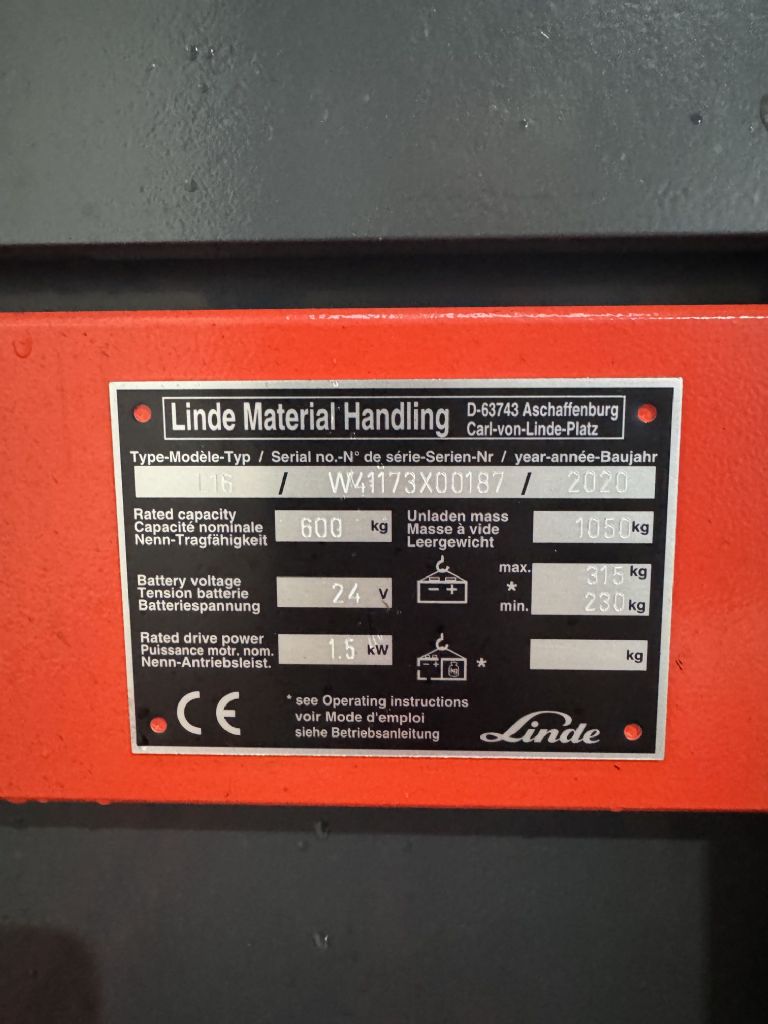 Linde Material Handling D-63743 Aschaffenburg
Carl-von-Linde-Platz
Type-Modèle-Typ / Serial no.-N° de série-Serien-Nr / year-année-Baujahr
L16 / W41173X00187 / 2020
Rated capacity
Capacité nominale
Nenn-Tragfähigkeit
600 kg
Unladen mass
Masse à vide
Leergewicht
1050 kg
Battery voltage
Tension batterie
Batteriespannung
24 V
max. 315 kg
*
min. 230 kg
Rated drive power
Puissance motr. nom.
Nenn-Antriebsleist.
1.5 kW
kg
*
kg
CE
* see Operating instructions
voir Mode d'emploi
siehe Betriebsanleitung
Linde